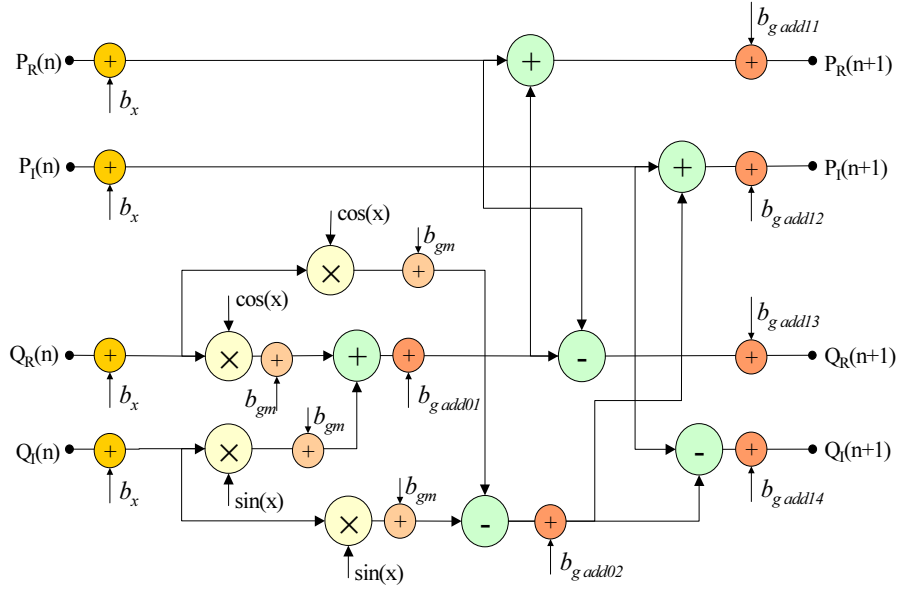 b_g add11
P_R(n) + + + P_R(n+1)
b_x
P_I(n) + + + P_I(n+1)
b_x b_g add12
cos(x)
b_gm
× +
cos(x)
b_g add13
Q_R(n) + × + + + - + Q_R(n+1)
b_x b_gm b_g add01
b_gm
Q_I(n) + × + - + Q_I(n+1)
b_x sin(x) b_gm b_g add14
× + - +
sin(x) b_g add02